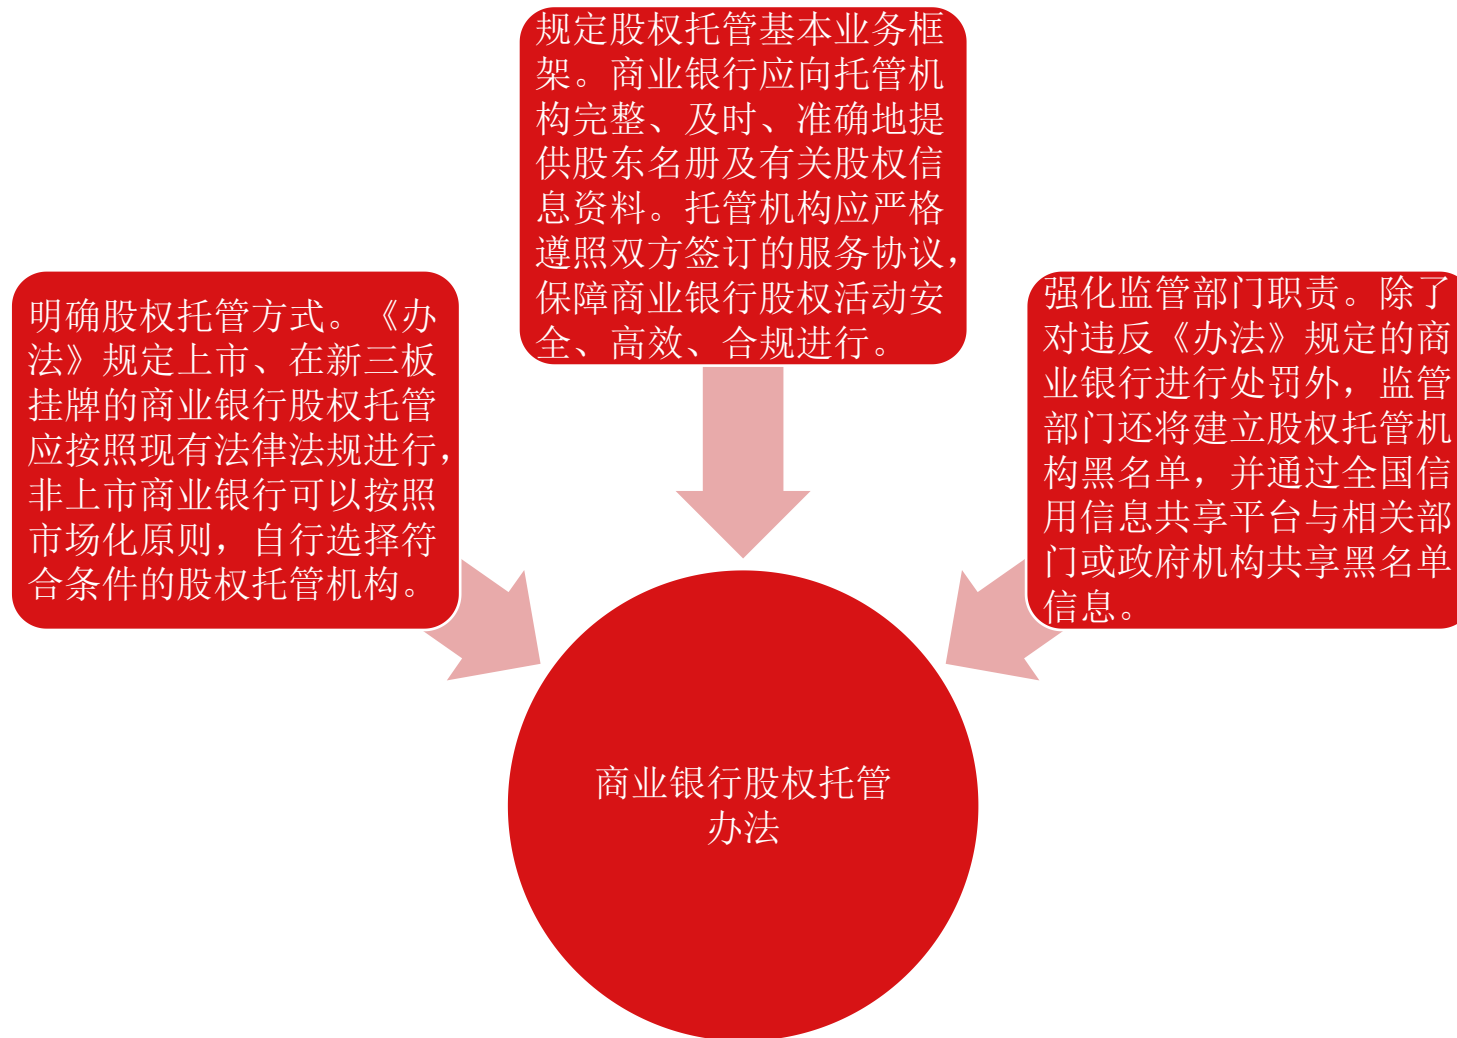 规定股权托管基本业务框
架。商业银行应向托管机
构完整、及时、准确地提
供股东名册及有关股权信
息资料。托管机构应严格
遵照双方签订的服务协议，
保障商业银行股权活动安
全、高效、合规进行。
明确股权托管方式。《办
法》规定上市、在新三板
挂牌的商业银行股权托管
应按照现有法律法规进行，
非上市商业银行可以按照
市场化原则，自行选择符
合条件的股权托管机构。
强化监管部门职责。除了
对违反《办法》规定的商
业银行进行处罚外，监管
部门还将建立股权托管机
构黑名单，并通过全国信
用信息共享平台与相关部
门或政府机构共享黑名单
信息。
商业银行股权托管
办法